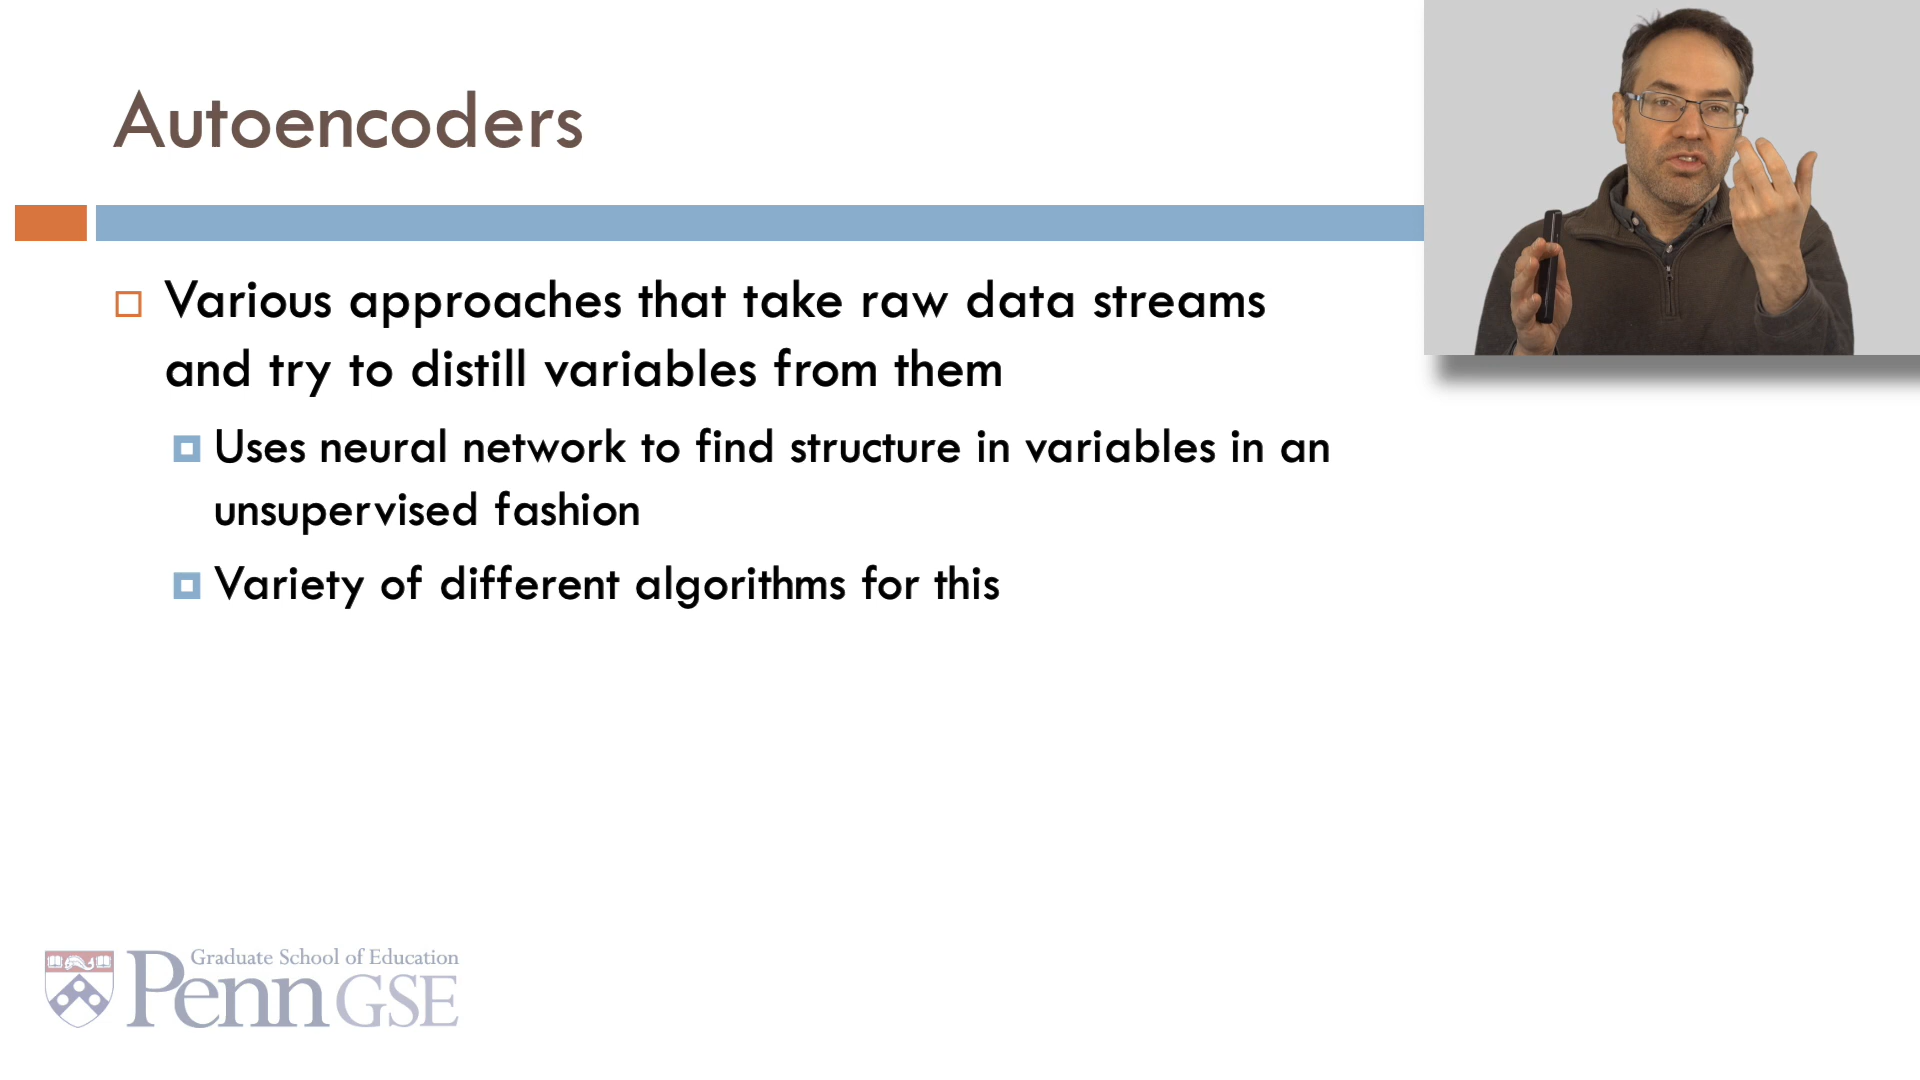 Autoencoders
Various approaches that take raw data streams
and try to distill variables from them
Uses neural network to find structure in variables in an
unsupervised fashion
Variety of different algorithms for this
Graduate School of Education
Penn GSE